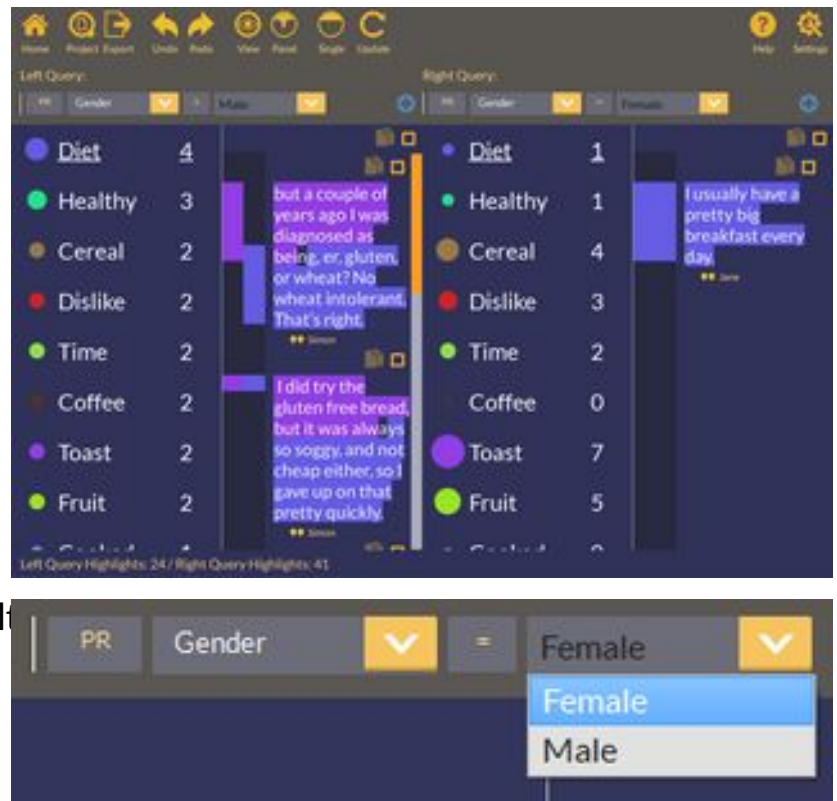 Home Project Export Undo Redo View Panel Single Update Help Settings
Left Query:
PR Gender = Male
Diet 4
Healthy 3
Cereal 2
Dislike 2
Time 2
Coffee 2
Toast 2
Fruit 2
but a couple of
years ago I was
diagnosed as
being, er, gluten,
or wheat? No
wheat intolerant.
That's right.
Simon
I did try the
gluten free bread,
but it was always
so soggy, and not
cheap either, so I
gave up on that
pretty quickly.
Simon
Right Query:
PR Gender = Female
Diet 1
Healthy 1
Cereal 4
Dislike 3
Time 2
Coffee 0
Toast 7
Fruit 5
I usually have a
pretty big
breakfast every
day.
Jane
Left Query Highlights: 24 / Right Query Highlights: 41
PR Gender = Female
Female
Male